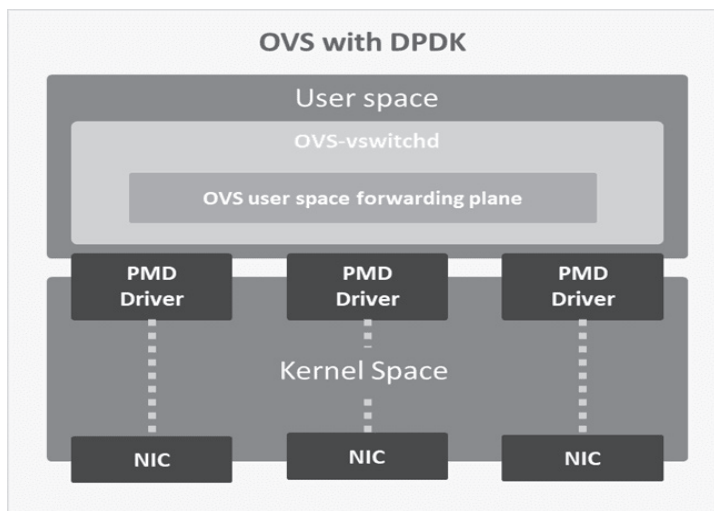 OVS with DPDK
User space
OVS-vswitchd
OVS user space forwarding plane
PMD
Driver
PMD
Driver
PMD
Driver
Kernel Space
NIC
NIC
NIC